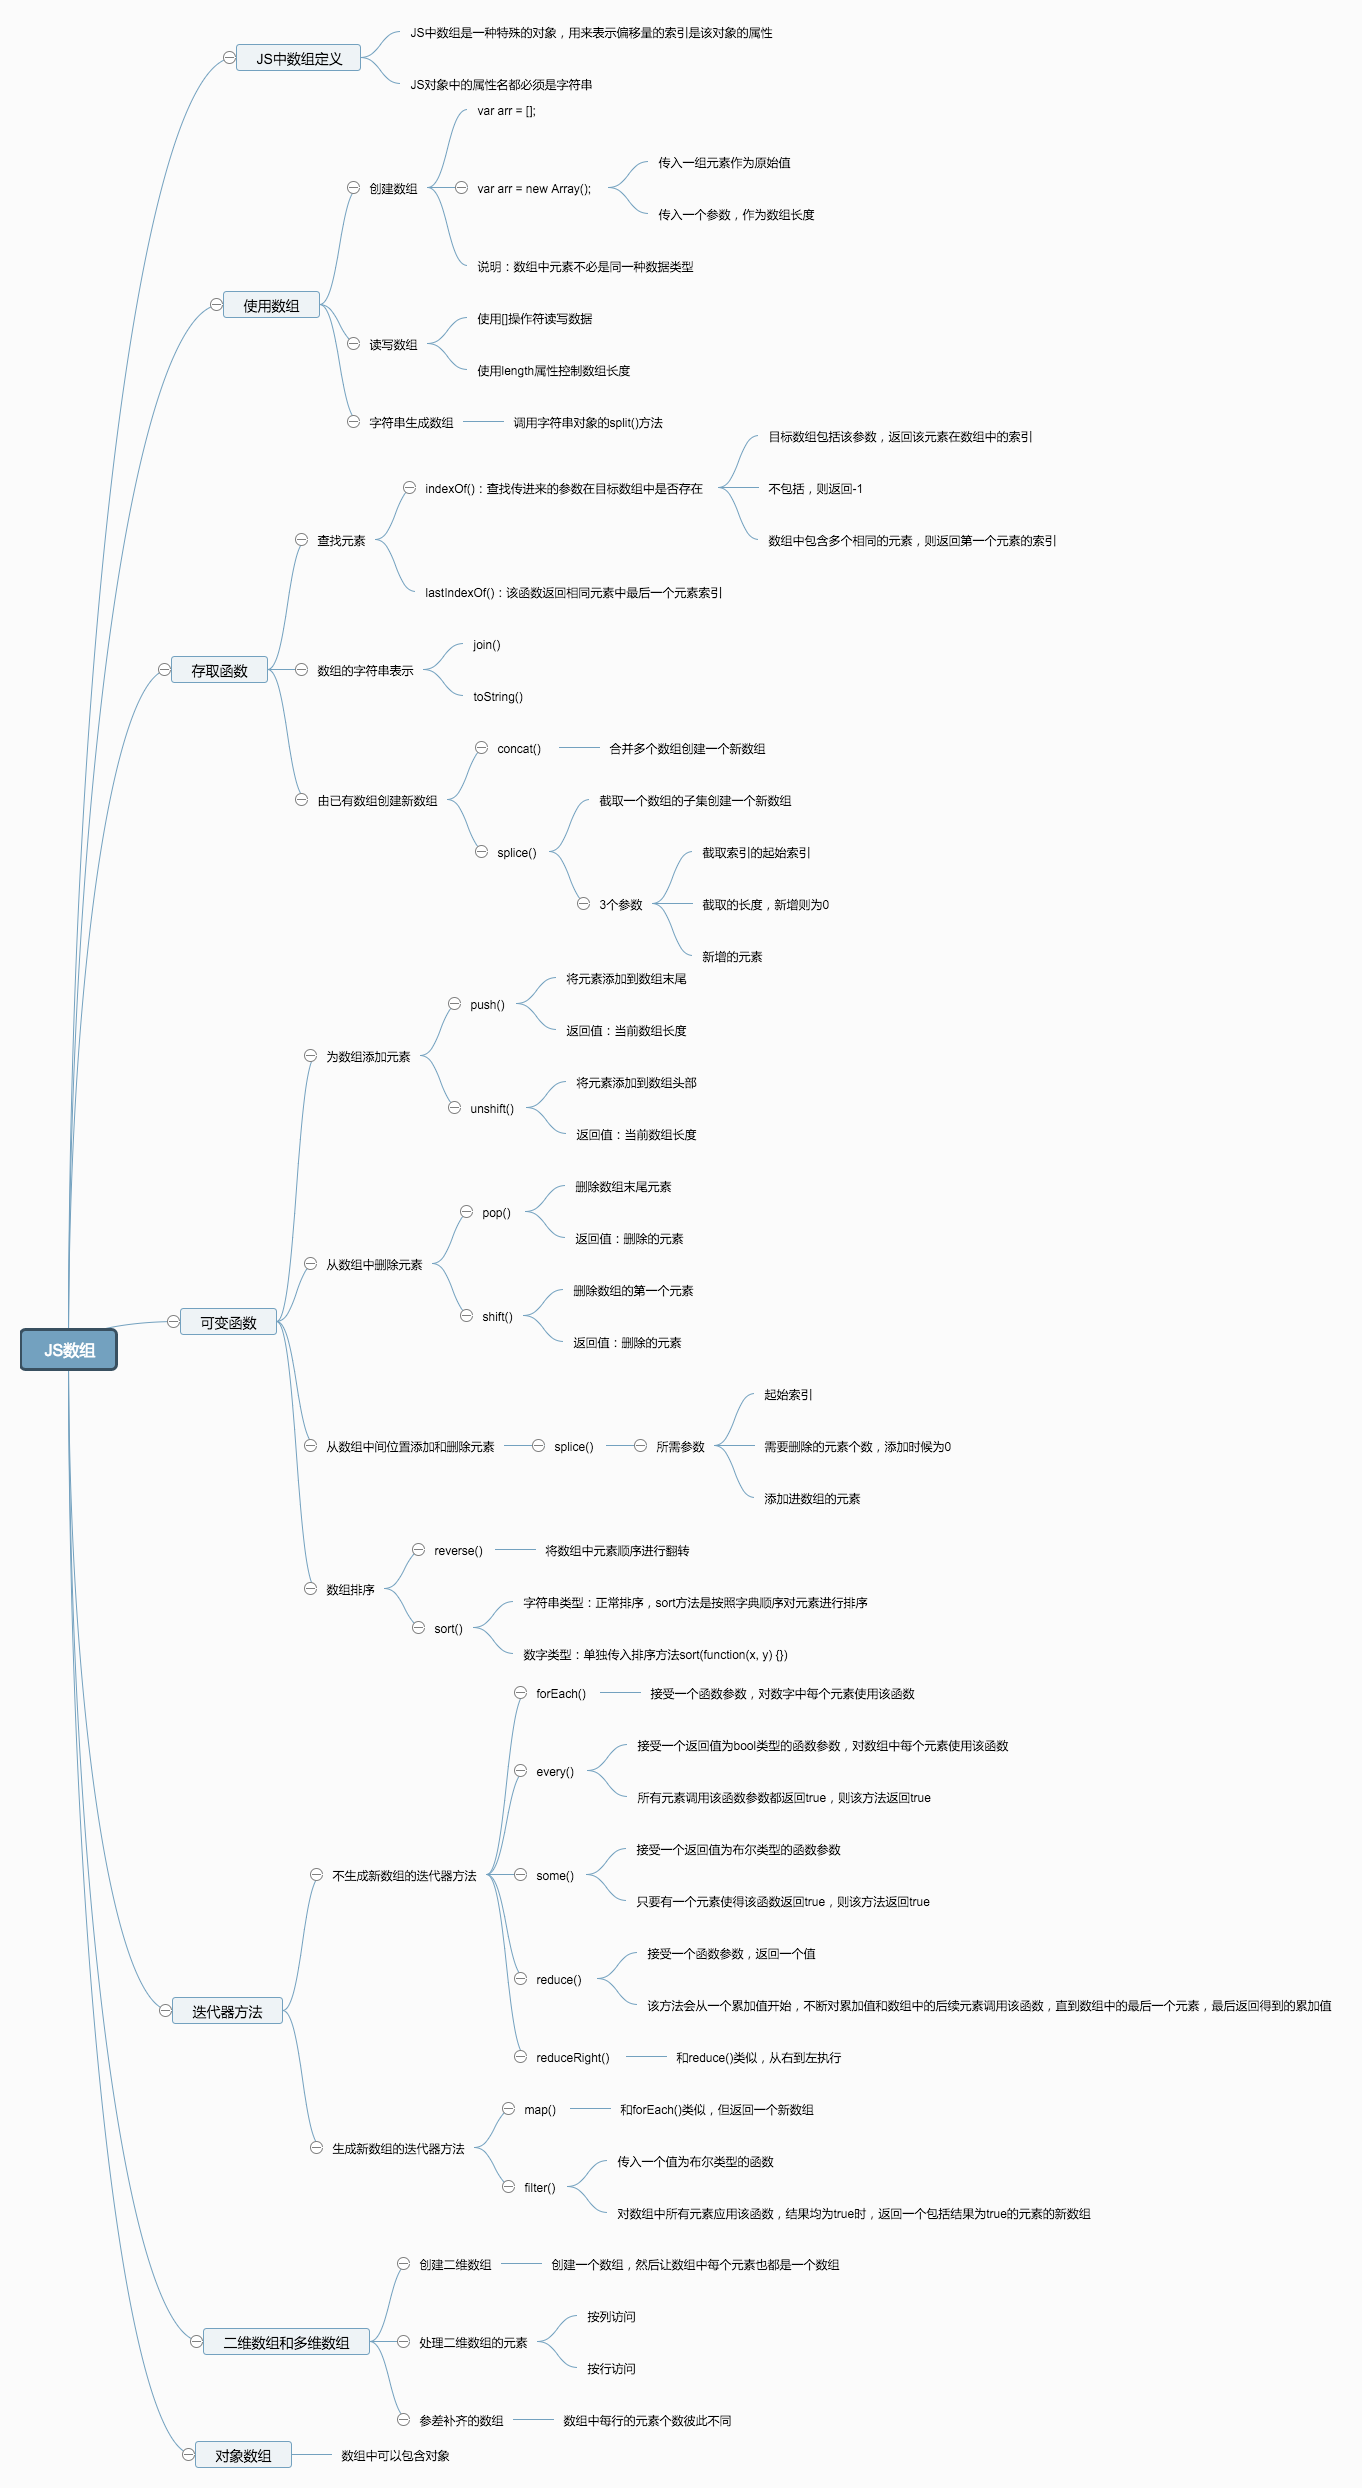 JS中数组是一种特殊的对象，用来表示偏移量的索引是该对象的属性
JS中数组定义
JS对象中的属性名都必须是字符串
var arr = [];
传入一组元素作为原始值
创建数组
var arr = new Array();
传入一个参数，作为数组长度
说明：数组中元素不必是同一种数据类型
使用数组
使用[]操作符读写数据
读写数组
使用length属性控制数组长度
字符串生成数组
调用字符串对象的split()方法
目标数组包括该参数，返回该元素在数组中的索引
indexOf()：查找传进来的参数在目标数组中是否存在
不包括，则返回-1
查找元素
数组中包含多个相同的元素，则返回第一个元素的索引
lastIndexOf()：该函数返回相同元素中最后一个元素索引
join()
存取函数
数组的字符串表示
toString()
concat()
合并多个数组创建一个新数组
由已有数组创建新数组
截取一个数组的子集创建一个新数组
splice()
截取索引的起始索引
3个参数
截取的长度，新增则为0
新增的元素
将元素添加到数组末尾
push()
返回值：当前数组长度
为数组添加元素
将元素添加到数组头部
unshift()
返回值：当前数组长度
删除数组末尾元素
pop()
返回值：删除的元素
从数组中删除元素
删除数组的第一个元素
shift()
返回值：删除的元素
可变函数
JS数组
起始索引
从数组中间位置添加和删除元素
splice()
所需参数
需要删除的元素个数，添加时候为0
添加进数组的元素
reverse()
将数组中元素顺序进行翻转
数组排序
字符串类型：正常排序，sort方法是按照字典顺序对元素进行排序
sort()
数字类型：单独传入排序方法sort(function(x, y) {})
forEach()
接受一个函数参数，对数字中每个元素使用该函数
接受一个返回值为bool类型的函数参数，对数组中每个元素使用该函数
every()
所有元素调用该函数参数都返回true，则该方法返回true
接受一个返回值为布尔类型的函数参数
不生成新数组的迭代器方法
some()
只要有一个元素使得该函数返回true，则该方法返回true
接受一个函数参数，返回一个值
reduce()
该方法会从一个累加值开始，不断对累加值和数组中的后续元素调用该函数，直到数组中的最后一个元素，最后返回得到的累加值
迭代器方法
reduceRight()
和reduce()类似，从右到左执行
map()
和forEach()类似，但返回一个新数组
生成新数组的迭代器方法
传入一个值为布尔类型的函数
filter()
对数组中所有元素应用该函数，结果均为true时，返回一个包括结果为true的元素的新数组
创建二维数组
创建一个数组，然后让数组中每个元素也都是一个数组
按列访问
二维数组和多维数组
处理二维数组的元素
按行访问
参差补齐的数组
数组中每行的元素个数彼此不同
对象数组
数组中可以包含对象